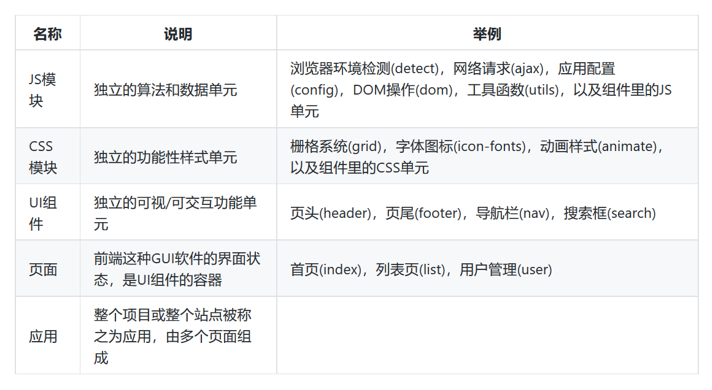 名称 说明 举例
JS模
块
独立的算法和数据单元
浏览器环境检测(detect)，网络请求(ajax)，应用配置
(config)，DOM操作(dom)，工具函数(utils)，以及组件里的JS
单元
CSS
模块
独立的功能性样式单元
栅格系统(grid)，字体图标(icon-fonts)，动画样式(animate)，
以及组件里的CSS单元
UI组
件
独立的可视/可交互功能单
元
页头(header)，页尾(footer)，导航栏(nav)，搜索框(search)
页面
前端这种GUI软件的界面状
态，是UI组件的容器
首页(index)，列表页(list)，用户管理(user)
应用
整个项目或整个站点被称
之为应用，由多个页面组
成